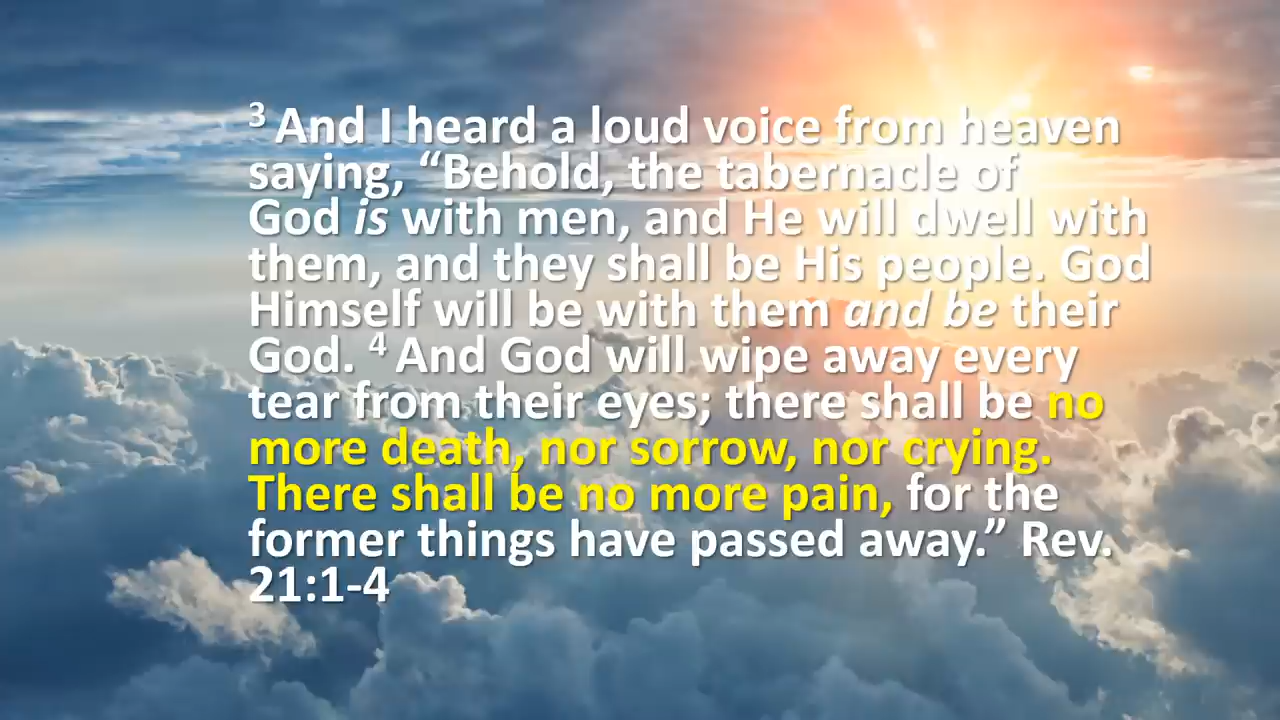 ³ And I heard a loud voice from heaven
saying, “Behold, the tabernacle of
God is with men, and He will dwell with
them, and they shall be His people. God
Himself will be with them and be their
God. ⁴ And God will wipe away every
tear from their eyes; there shall be no
more death, nor sorrow, nor crying.
There shall be no more pain, for the
former things have passed away.” Rev.
21:1-4